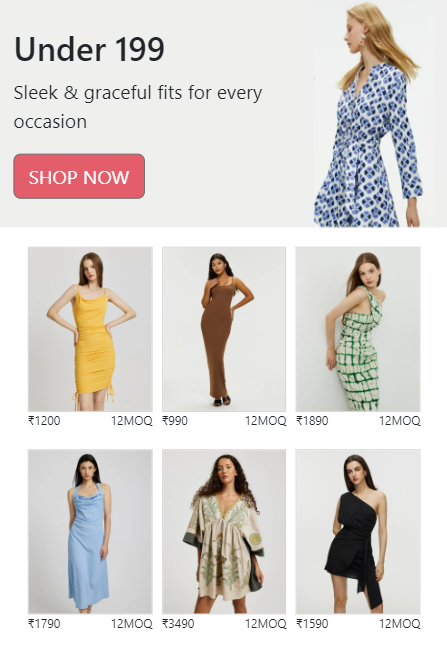 Under 199
Sleek & graceful fits for every
occasion
SHOP NOW
₹1200 12MOQ ₹990 12MOQ ₹1890 12MOQ
₹1790 12MOQ ₹3490 12MOQ ₹1590 12MOQ